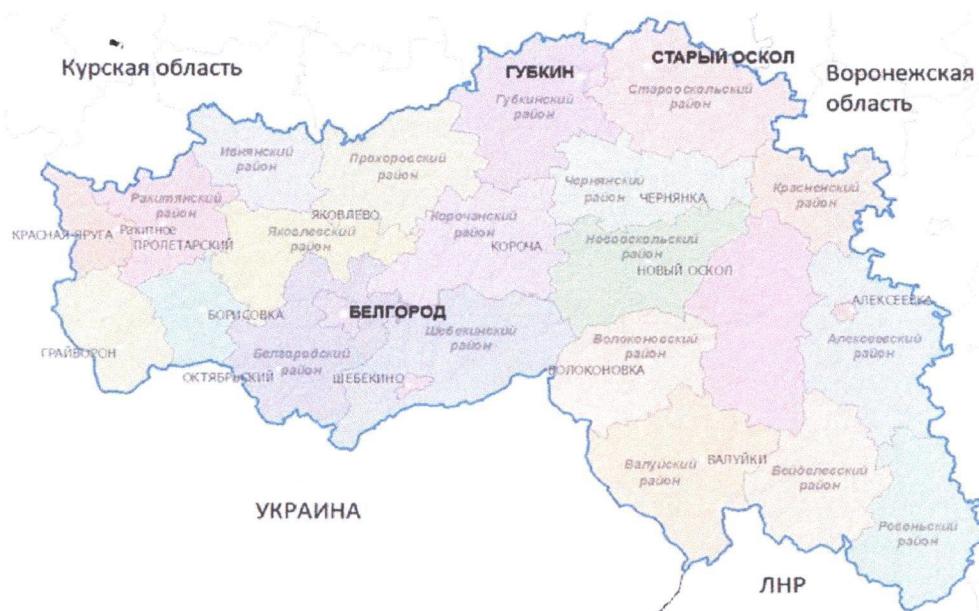 Курская область
ГУБКИН
СТАРЫЙ ОСКОЛ
Воронежская
область
Губкинский
район
Старооскольский
район
Ивнянский
район
Прохоровский
район
Чернянский
район
ЧЕРНЯНКА
Красненский
район
Ракитянский
район
КРАСНАЯ-ЯРУГА
Ракитное
ПРОЛЕТАРСКИЙ
ЯКОВЛЕВО
Яковлевский
район
Корочанский
район
КОРОЧА
Новооскольский
район
НОВЫЙ ОСКОЛ
БЕЛГОРОД
БОРИСОВКА
Шебекинский
район
АЛЕКСЕЕВКА
ГРАЙВОРОН
Белгородский
район
ОКТЯБРЬСКИЙ
ШЕБЕКИНО
Волоконовский
район
ВОЛОКОНОВКА
Алексеевский
район
Валуйский
район
ВАЛУЙКИ
Вейделевский
район
Ровеньский
район
УКРАИНА
ЛНР